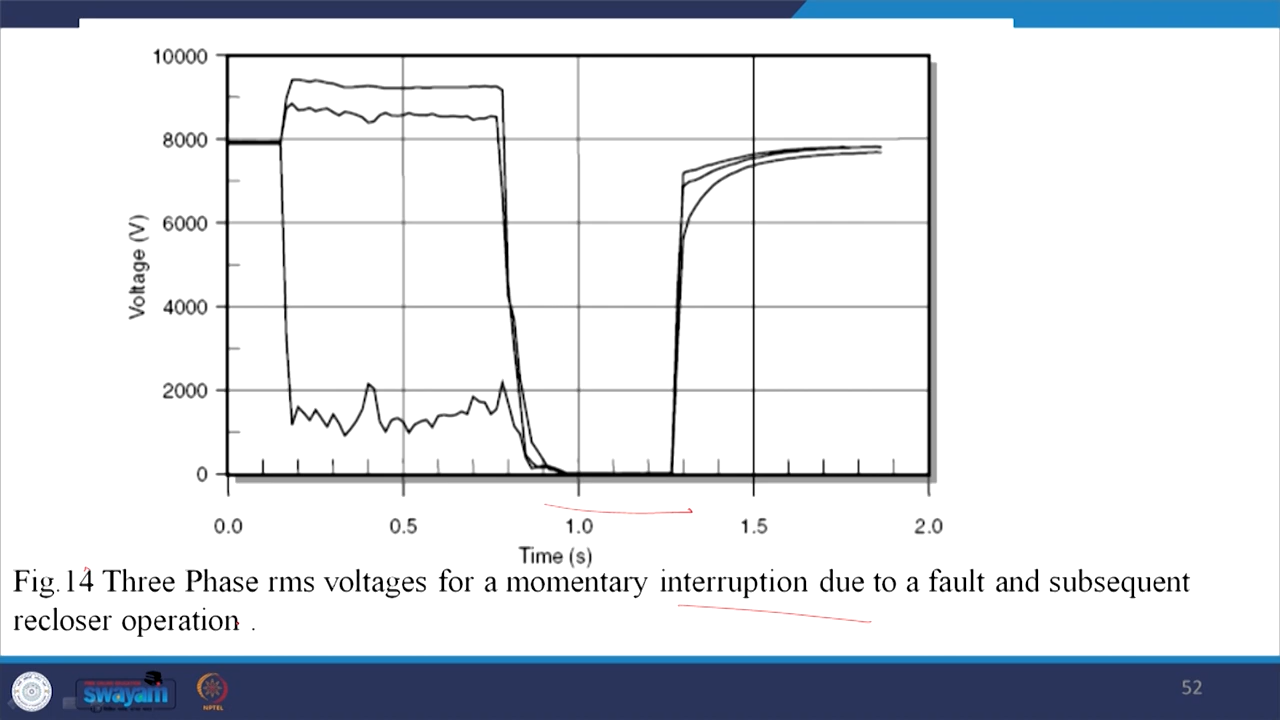 10000
8000
6000
4000
2000
0
Voltage (V)
0.0 0.5 1.0 1.5 2.0
Time (s)
Fig.14 Three Phase rms voltages for a momentary interruption due to a fault and subsequent
recloser operation .
swayam
NPTEL
52